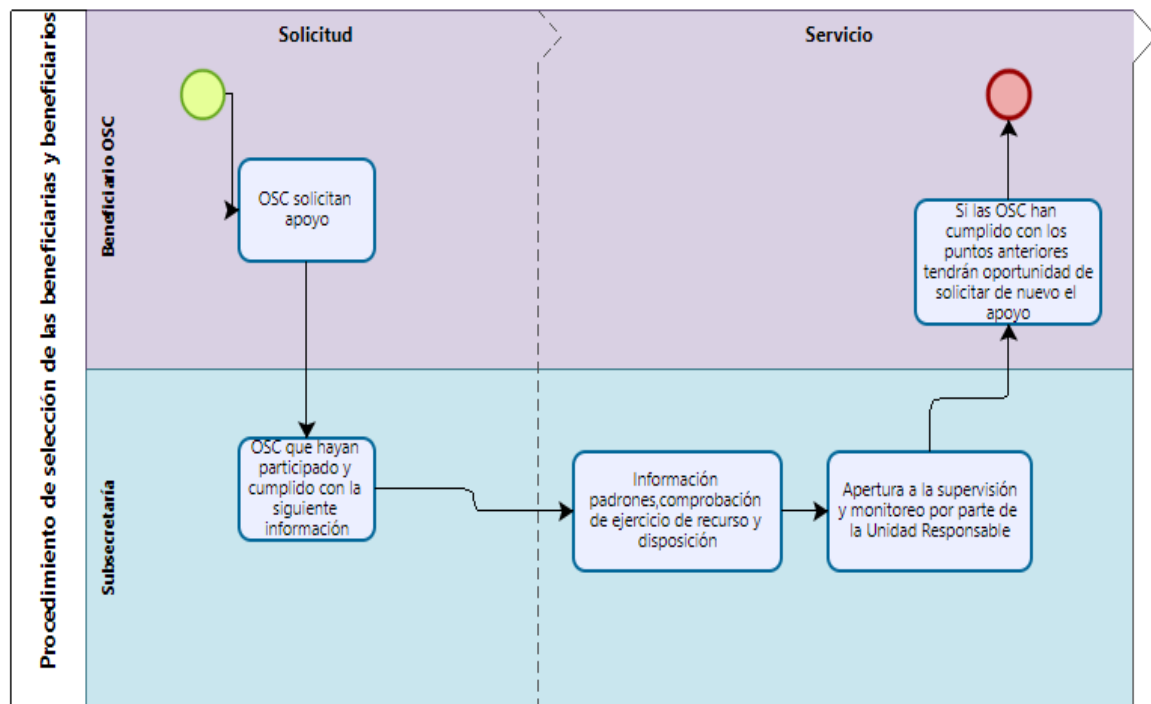 Procedimiento de selección de las beneficiarias y beneficiarios
Solicitud
Servicio
Beneficiario OSC
OSC solicitan
apoyo
Si las OSC han
cumplido con los
puntos anteriores
tendrán oportunidad de
solicitar de nuevo el
apoyo
Subsecretaría
OSC que hayan
participado y
cumplido con la
siguiente
información
Información
padrones,comprobación
de ejercicio de recurso y
disposición
Apertura a la supervisión
y monitoreo por parte de
la Unidad Responsable